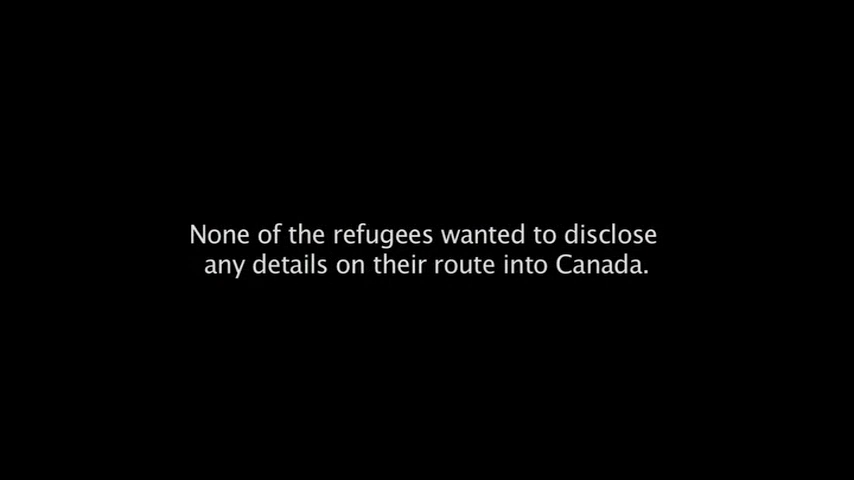 None of the refugees wanted to disclose
any details on their route into Canada.